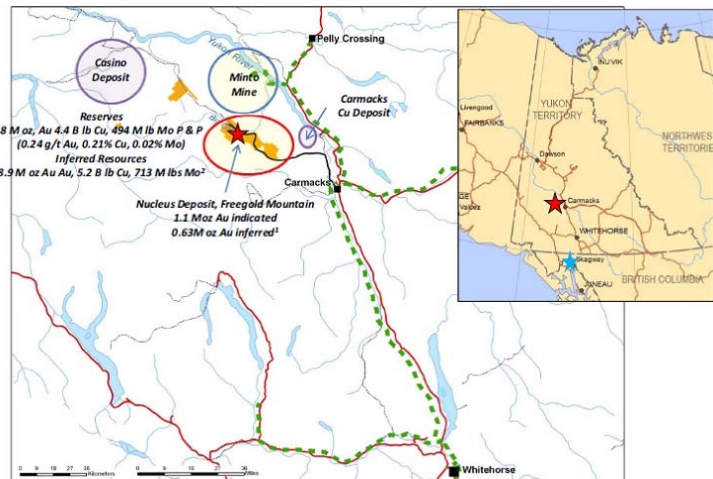 Pelly Crossing
Yukon River
Casino
Deposit
Minto
Mine
Carmacks
Cu Deposit
Reserves
8 M oz, Au 4.4 B lb Cu, 494 M lb Mo P & P
(0.24 g/t Au, 0.21% Cu, 0.02% Mo)
Inferred Resources
8.9 M oz Au Au, 5.2 B lb Cu, 713 M lbs Mo²
Carmacks
Nucleus Deposit, Freegold Mountain
1.1 Moz Au indicated
0.63M oz Au inferred¹
Whitehorse
Kilometers
Miles
INUVIK
Livengood
FAIRBANKS
YUKON
TERRITORY
NORTHWEST
TERRITORIE
Dawson
GE
Valdez
Carmacks
WHITEHORSE
Skagway
BRITISH COLUMBIA
JUNEAU